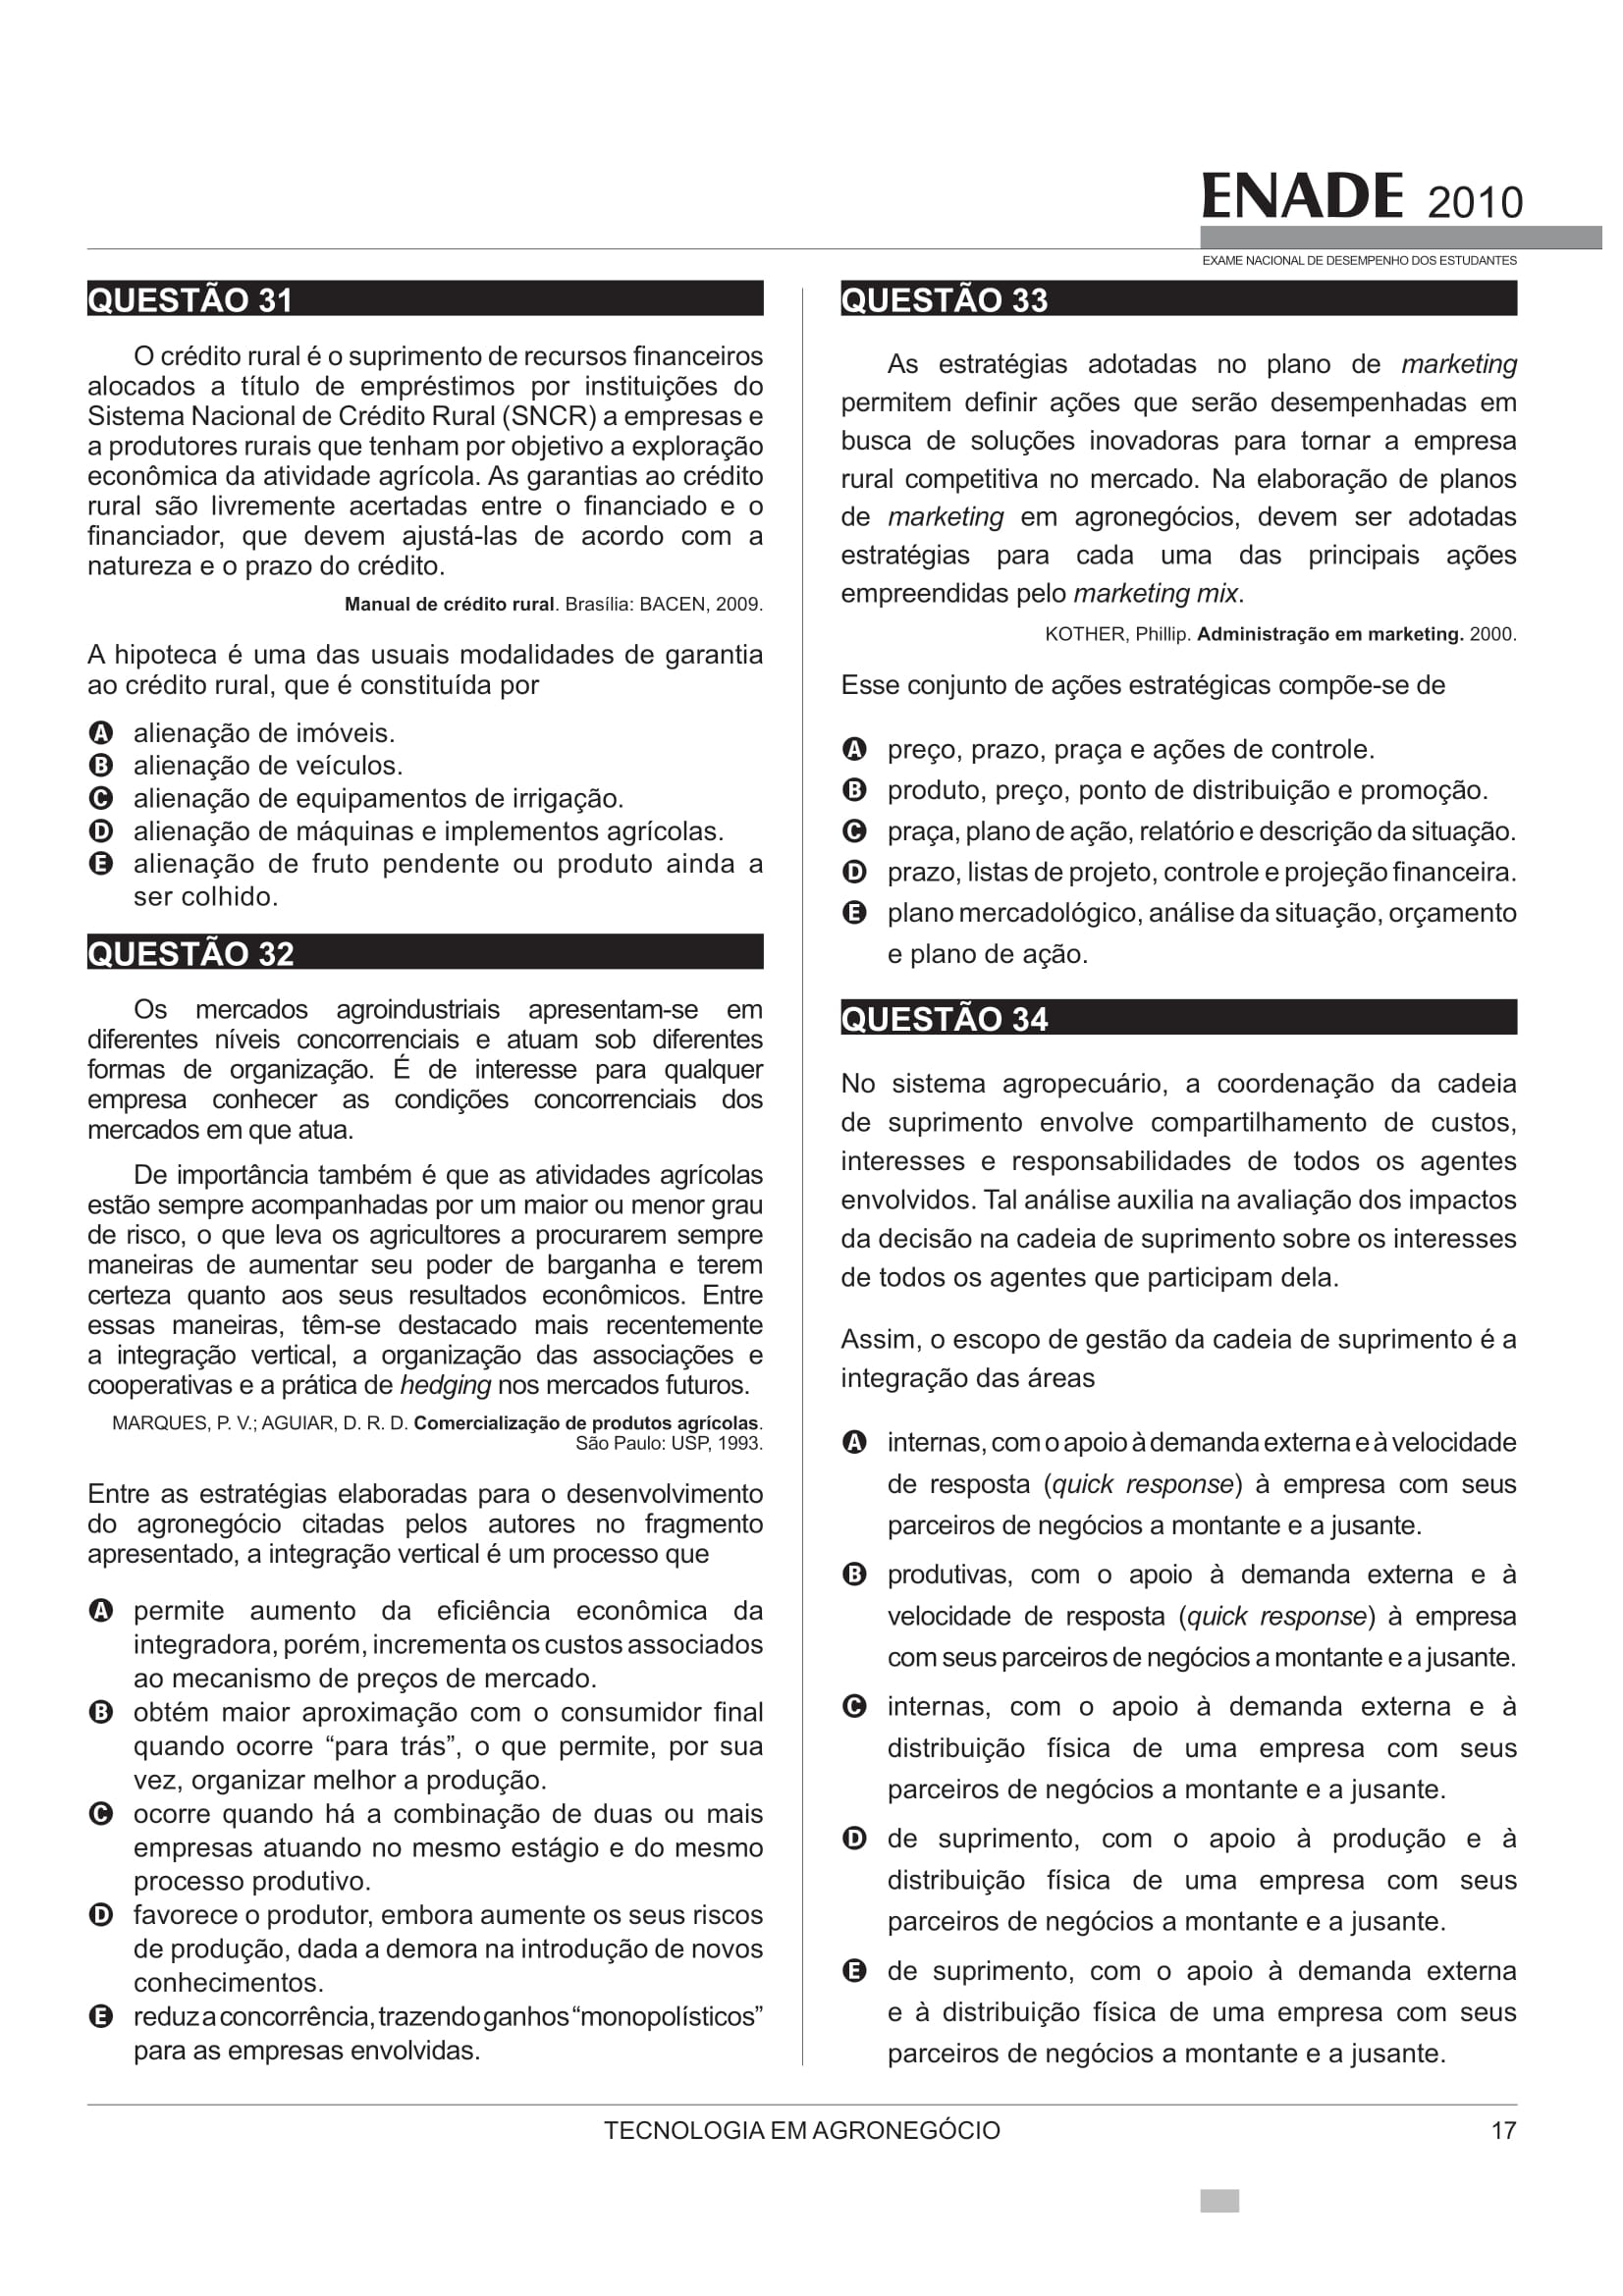 ENADE 2010
EXAME NACIONAL DE DESEMPENHO DOS ESTUDANTES
QUESTÃO 31
O crédito rural é o suprimento de recursos financeiros
alocados a título de empréstimos por instituições do
Sistema Nacional de Crédito Rural (SNCR) a empresas e
a produtores rurais que tenham por objetivo a exploração
econômica da atividade agrícola. As garantias ao crédito
rural são livremente acertadas entre o financiado e o
financiador, que devem ajustá-las de acordo com a
natureza e o prazo do crédito.
Manual de crédito rural. Brasília: BACEN, 2009.
A hipoteca é uma das usuais modalidades de garantia
ao crédito rural, que é constituída por
A alienação de imóveis.
B alienação de veículos.
C alienação de equipamentos de irrigação.
D alienação de máquinas e implementos agrícolas.
E alienação de fruto pendente ou produto ainda a
ser colhido.
QUESTÃO 32
Os mercados agroindustriais apresentam-se em
diferentes níveis concorrenciais e atuam sob diferentes
formas de organização. É de interesse para qualquer
empresa conhecer as condições concorrenciais dos
mercados em que atua.
De importância também é que as atividades agrícolas
estão sempre acompanhadas por um maior ou menor grau
de risco, o que leva os agricultores a procurarem sempre
maneiras de aumentar seu poder de barganha e terem
certeza quanto aos seus resultados econômicos. Entre
essas maneiras, têm-se destacado mais recentemente
a integração vertical, a organização das associações e
cooperativas e a prática de hedging nos mercados futuros.
MARQUES, P. V.; AGUIAR, D. R. D. Comercialização de produtos agrícolas.
São Paulo: USP, 1993.
Entre as estratégias elaboradas para o desenvolvimento
do agronegócio citadas pelos autores no fragmento
apresentado, a integração vertical é um processo que
A permite aumento da eficiência econômica da
integradora, porém, incrementa os custos associados
ao mecanismo de preços de mercado.
B obtém maior aproximação com o consumidor final
quando ocorre “para trás”, o que permite, por sua
vez, organizar melhor a produção.
C ocorre quando há a combinação de duas ou mais
empresas atuando no mesmo estágio e do mesmo
processo produtivo.
D favorece o produtor, embora aumente os seus riscos
de produção, dada a demora na introdução de novos
conhecimentos.
E reduz a concorrência, trazendo ganhos “monopolísticos”
para as empresas envolvidas.
QUESTÃO 33
As estratégias adotadas no plano de marketing
permitem definir ações que serão desempenhadas em
busca de soluções inovadoras para tornar a empresa
rural competitiva no mercado. Na elaboração de planos
de marketing em agronegócios, devem ser adotadas
estratégias para cada uma das principais ações
empreendidas pelo marketing mix.
KOTHER, Phillip. Administração em marketing. 2000.
Esse conjunto de ações estratégicas compõe-se de
A preço, prazo, praça e ações de controle.
B produto, preço, ponto de distribuição e promoção.
C praça, plano de ação, relatório e descrição da situação.
D prazo, listas de projeto, controle e projeção financeira.
E plano mercadológico, análise da situação, orçamento
e plano de ação.
QUESTÃO 34
No sistema agropecuário, a coordenação da cadeia
de suprimento envolve compartilhamento de custos,
interesses e responsabilidades de todos os agentes
envolvidos. Tal análise auxilia na avaliação dos impactos
da decisão na cadeia de suprimento sobre os interesses
de todos os agentes que participam dela.
Assim, o escopo de gestão da cadeia de suprimento é a
integração das áreas
A internas, com o apoio à demanda externa e à velocidade
de resposta (quick response) à empresa com seus
parceiros de negócios a montante e a jusante.
B produtivas, com o apoio à demanda externa e à
velocidade de resposta (quick response) à empresa
com seus parceiros de negócios a montante e a jusante.
C internas, com o apoio à demanda externa e à
distribuição física de uma empresa com seus
parceiros de negócios a montante e a jusante.
D de suprimento, com o apoio à produção e à
distribuição física de uma empresa com seus
parceiros de negócios a montante e a jusante.
E de suprimento, com o apoio à demanda externa
e à distribuição física de uma empresa com seus
parceiros de negócios a montante e a jusante.
TECNOLOGIA EM AGRONEGÓCIO 17